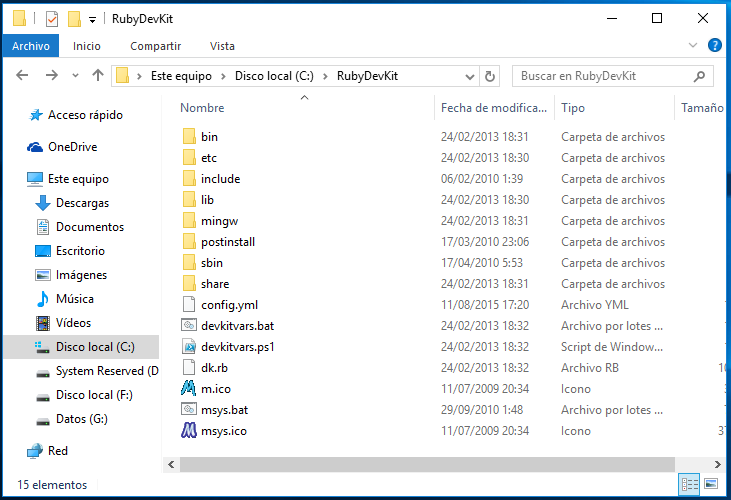 RubyDevKit
Archivo Inicio Compartir Vista
Este equipo Disco local (C:) RubyDevKit Buscar en RubyDevKit
Nombre Fecha de modifica... Tipo Tamaño
Acceso rápido
OneDrive
Este equipo
Descargas
Documentos
Escritorio
Imágenes
Música
Vídeos
Disco local (C:)
System Reserved (D
Disco local (F:)
Datos (G:)
Red
bin 24/02/2013 18:31 Carpeta de archivos
etc 24/02/2013 18:30 Carpeta de archivos
include 06/02/2010 1:39 Carpeta de archivos
lib 24/02/2013 18:30 Carpeta de archivos
mingw 24/02/2013 18:31 Carpeta de archivos
postinstall 17/03/2010 23:06 Carpeta de archivos
sbin 17/04/2010 5:53 Carpeta de archivos
share 24/02/2013 18:31 Carpeta de archivos
config.yml 11/08/2015 17:20 Archivo YML
devkitvars.bat 24/02/2013 18:32 Archivo por lotes ...
devkitvars.ps1 24/02/2013 18:32 Script de Window...
dk.rb 24/02/2013 18:32 Archivo RB
m.ico 11/07/2009 20:34 Icono
msys.bat 29/09/2010 1:48 Archivo por lotes ...
msys.ico 11/07/2009 20:34 Icono
15 elementos